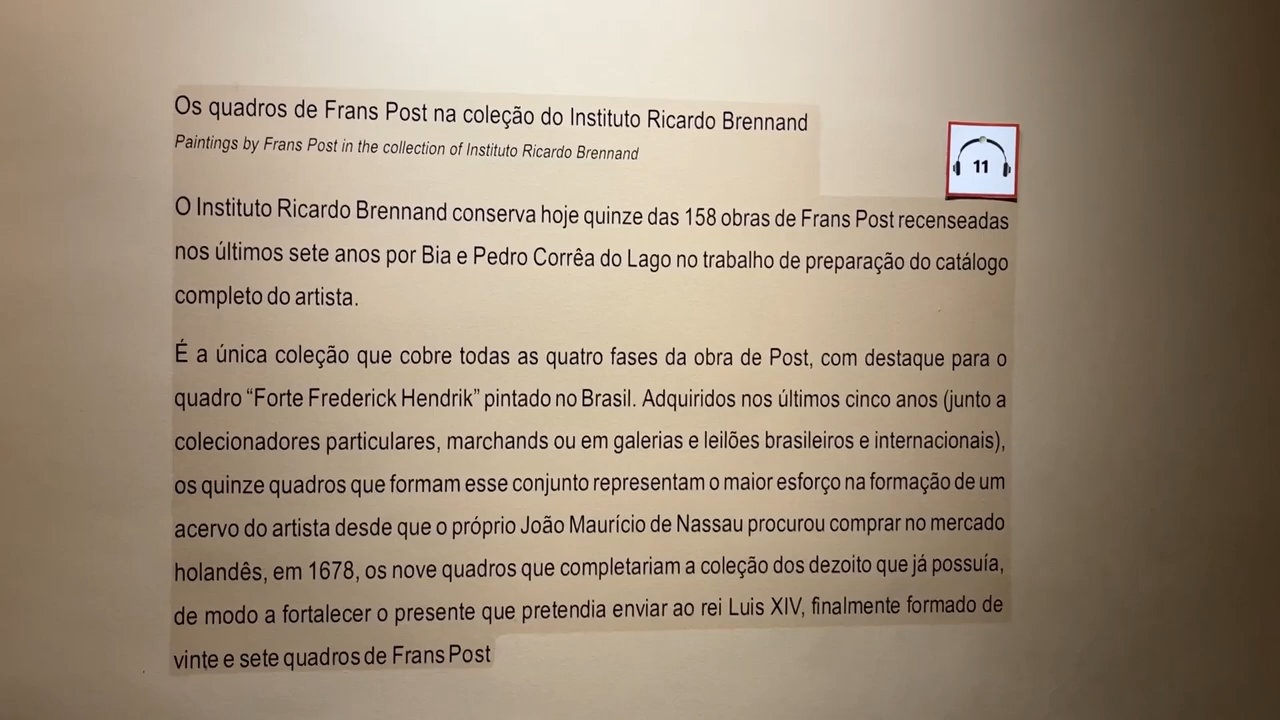 Os quadros de Frans Post na coleção do Instituto Ricardo Brennand
Paintings by Frans Post in the collection of Instituto Ricardo Brennand
11
O Instituto Ricardo Brennand conserva hoje quinze das 158 obras de Frans Post recenseadas
nos últimos sete anos por Bia e Pedro Corrêa do Lago no trabalho de preparação do catálogo
completo do artista.
É a única coleção que cobre todas as quatro fases da obra de Post, com destaque para o
quadro “Forte Frederick Hendrik” pintado no Brasil. Adquiridos nos últimos cinco anos (junto a
colecionadores particulares, marchands ou em galerias e leilões brasileiros e internacionais),
os quinze quadros que formam esse conjunto representam o maior esforço na formação de um
acervo do artista desde que o próprio João Maurício de Nassau procurou comprar no mercado
holandês, em 1678, os nove quadros que completariam a coleção dos dezoito que já possuía,
de modo a fortalecer o presente que pretendia enviar ao rei Luis XIV, finalmente formado de
vinte e sete quadros de Frans Post